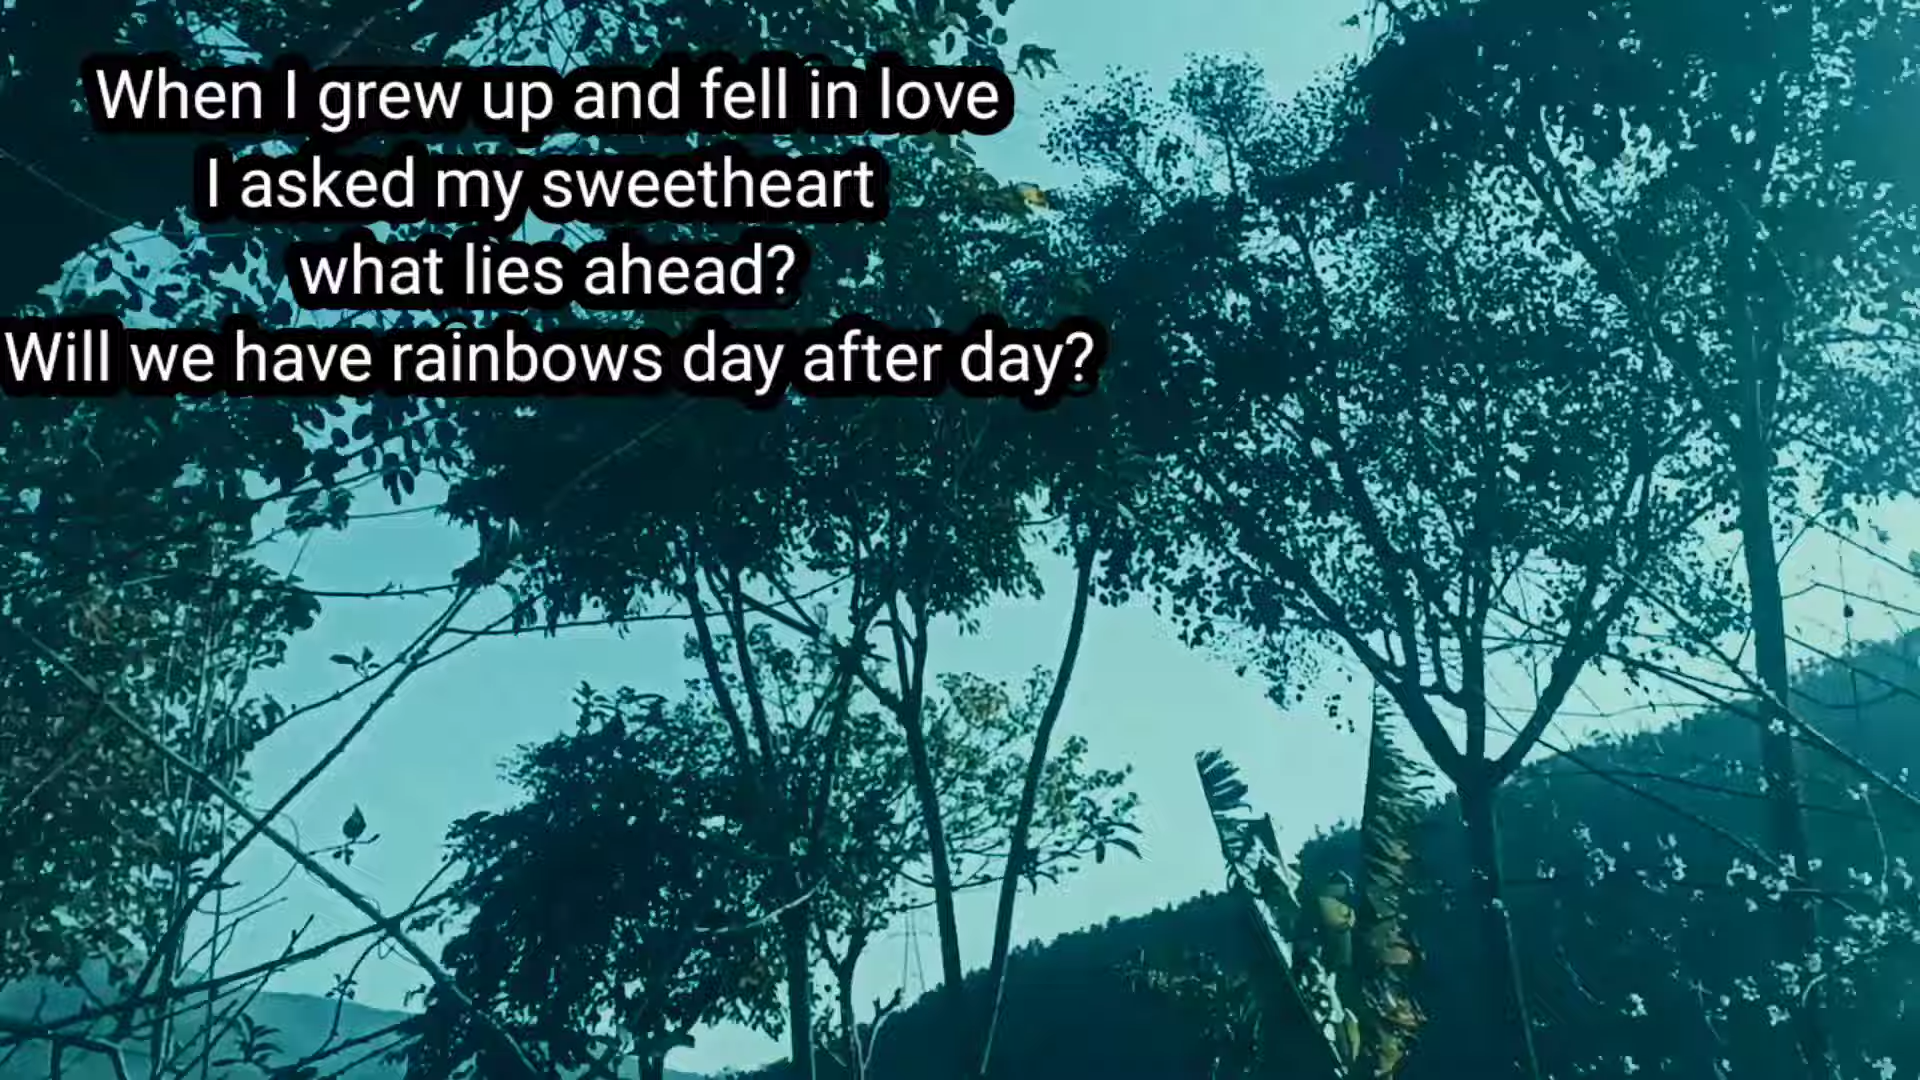 When I grew up and fell in love
I asked my sweetheart
what lies ahead?
Will we have rainbows day after day?